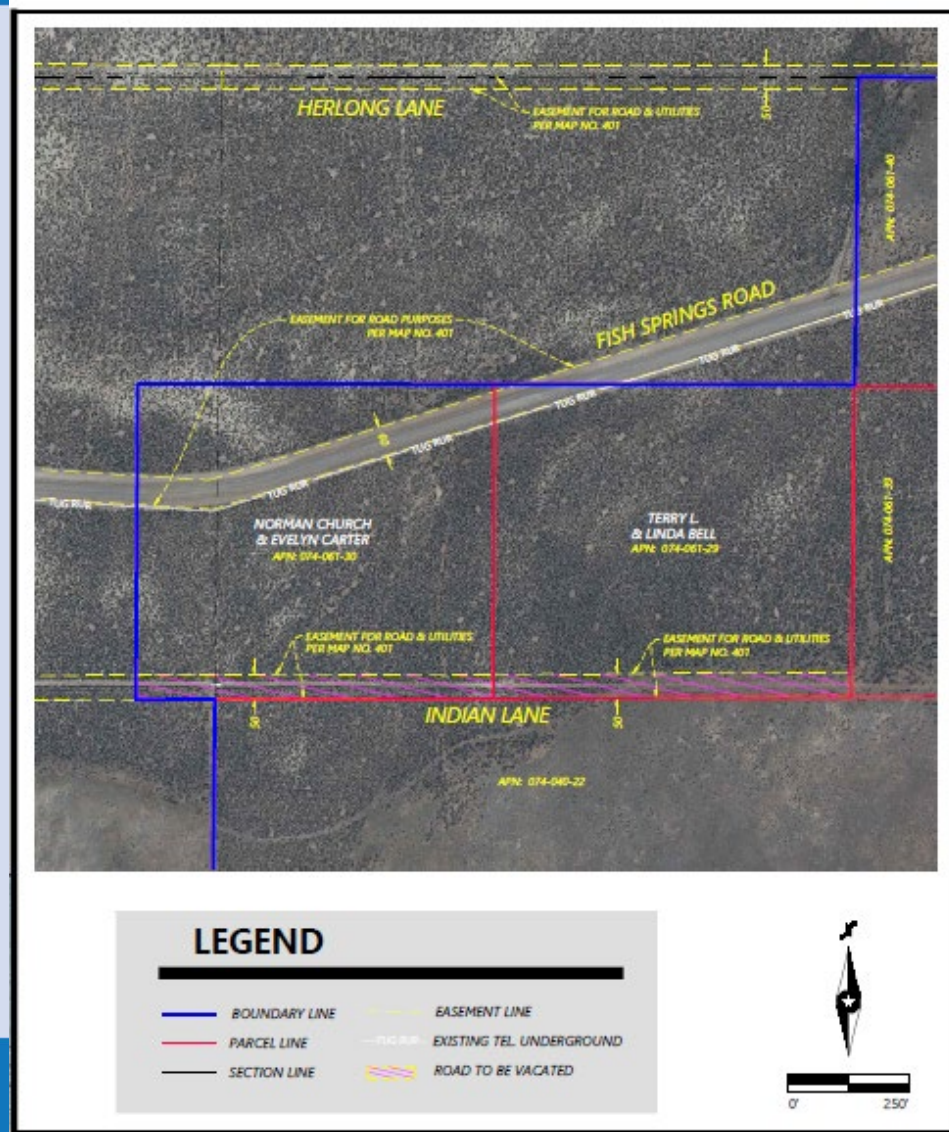 HERLONG LANE
EASEMENT FOR ROAD & UTILITIES
PER MAP NO. 401
50
APN: 074-061-40
EASEMENT FOR ROAD PURPOSES
PER MAP NO. 401
FISH SPRINGS ROAD
TUG RUR
TUG RUR
TUG RUR
TUG RUR
TUG RUR
TUG RUR
NORMAN CHURCH
& EVELYN CARTER
APN: 074-061-30
TERRY L.
& LINDA BELL
APN: 074-061-29
APN: 074-061-39
EASEMENT FOR ROAD & UTILITIES
PER MAP NO. 401
EASEMENT FOR ROAD & UTILITIES
PER MAP NO. 401
50
INDIAN LANE
50
APN: 074-040-22
LEGEND
BOUNDARY LINE
PARCEL LINE
SECTION LINE
EASEMENT LINE
TUG RUR
EXISTING TEL. UNDERGROUND
ROAD TO BE VACATED
0'
250'